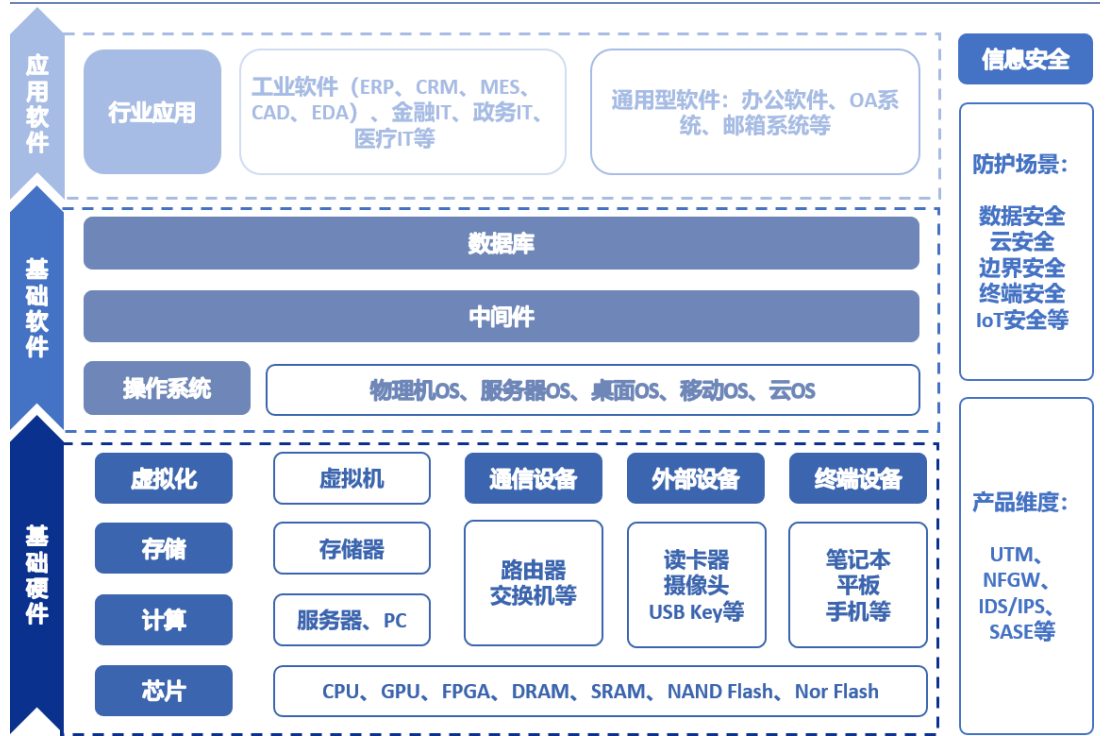 应用软件
行业应用
工业软件（ERP、CRM、MES、
CAD、EDA）、金融IT、政务IT、
医疗IT等
通用型软件：办公软件、OA系
统、邮箱系统等
基础软件
数据库
中间件
操作系统
物理机OS、服务器OS、桌面OS、移动OS、云OS
基础硬件
虚拟化
虚拟机
存储
存储器
计算
服务器、PC
通信设备
路由器
交换机等
外部设备
读卡器
摄像头
USB Key等
终端设备
笔记本
平板
手机等
芯片
CPU、GPU、FPGA、DRAM、SRAM、NAND Flash、Nor Flash
信息安全
防护场景：
数据安全
云安全
边界安全
终端安全
IoT安全等
产品维度：
UTM、
NFGW、
IDS/IPS、
SASE等